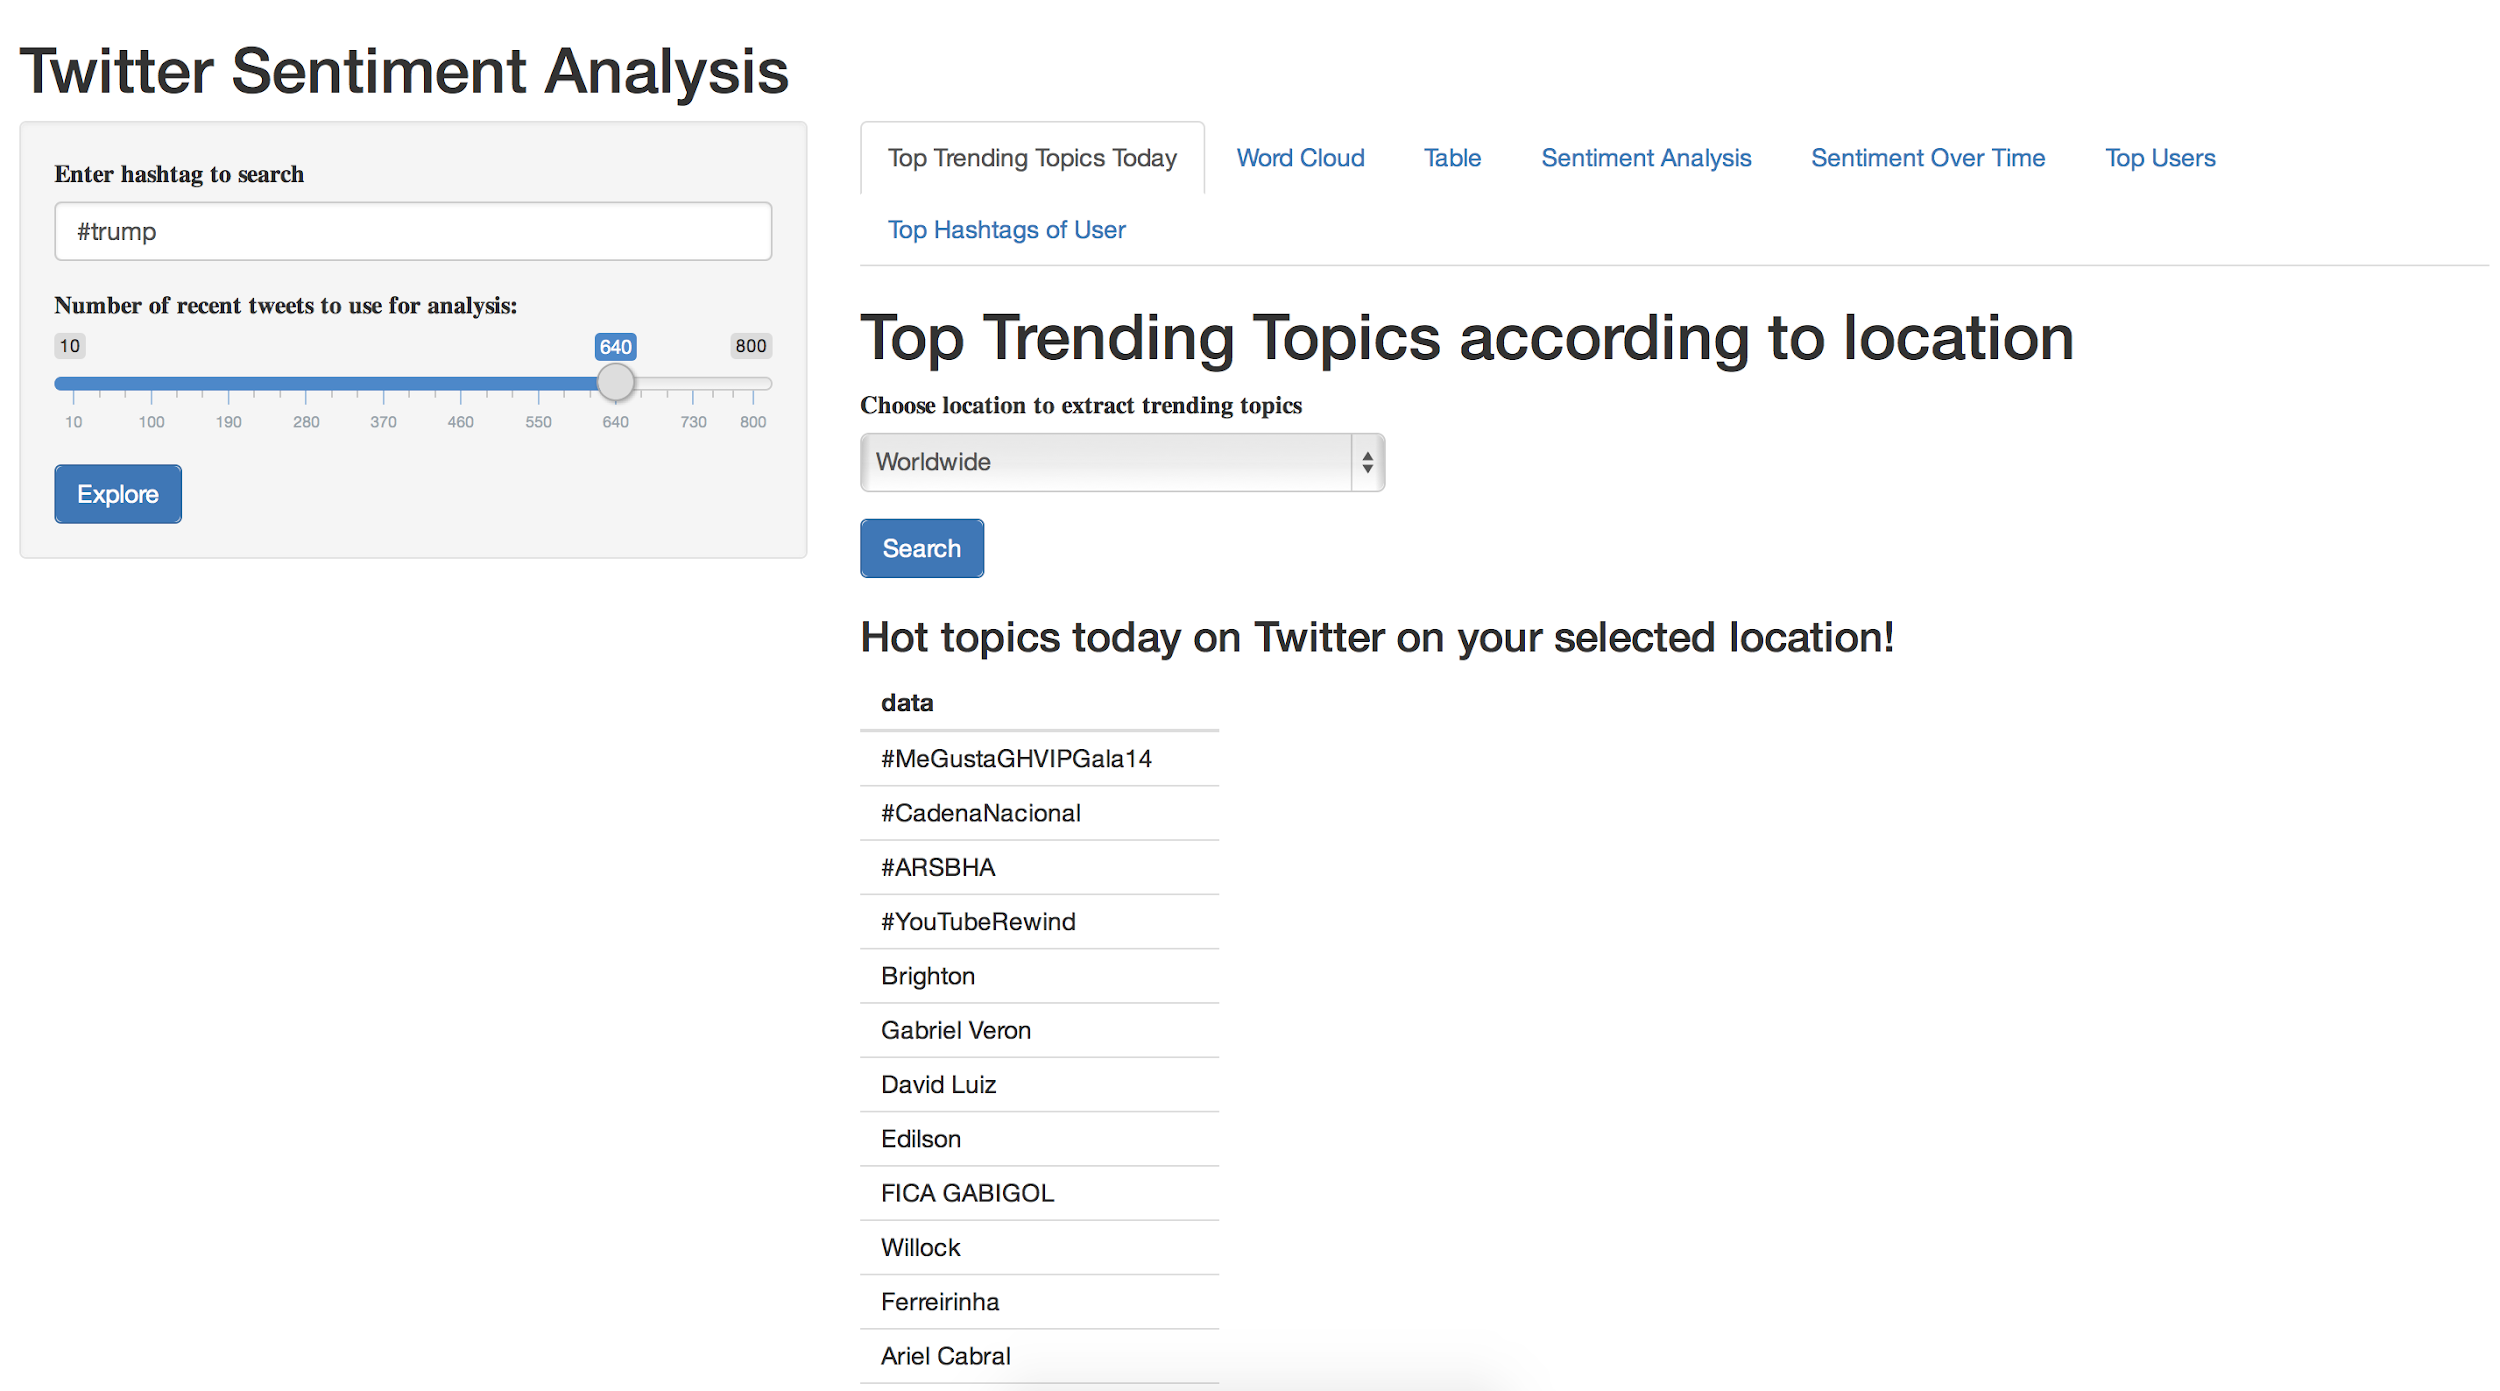 Twitter Sentiment Analysis
Enter hashtag to search
#trump
Number of recent tweets to use for analysis:
10 640 800
10 100 190 280 370 460 550 640 730 800
Explore
Top Trending Topics Today Word Cloud Table Sentiment Analysis Sentiment Over Time Top Users
Top Hashtags of User
Top Trending Topics according to location
Choose location to extract trending topics
Worldwide
Search
Hot topics today on Twitter on your selected location!
data
#MeGustaGHVIPGala14
#CadenaNacional
#ARSBHA
#YouTubeRewind
Brighton
Gabriel Veron
David Luiz
Edilson
FICA GABIGOL
Willock
Ferreirinha
Ariel Cabral